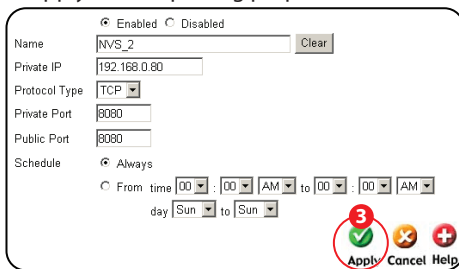 Enabled Disabled
Name NVS_2 Clear
Private IP 192.168.0.80
Protocol Type TCP
Private Port 8080
Public Port 8080
Schedule Always
From time 00 : 00 AM to 00 : 00 AM
day Sun to Sun
3
Apply Cancel Help